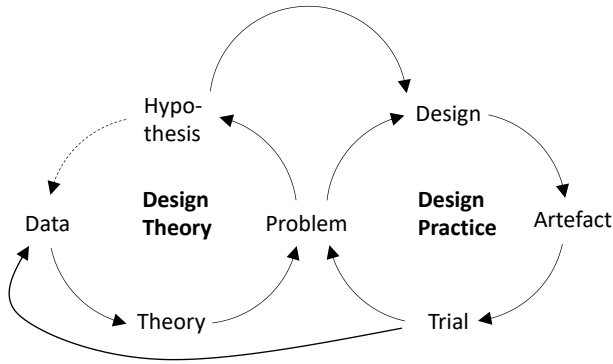 Hypo-
thesis
Design
Design
Theory
Design
Practice
Data
Problem
Artefact
Theory
Trial